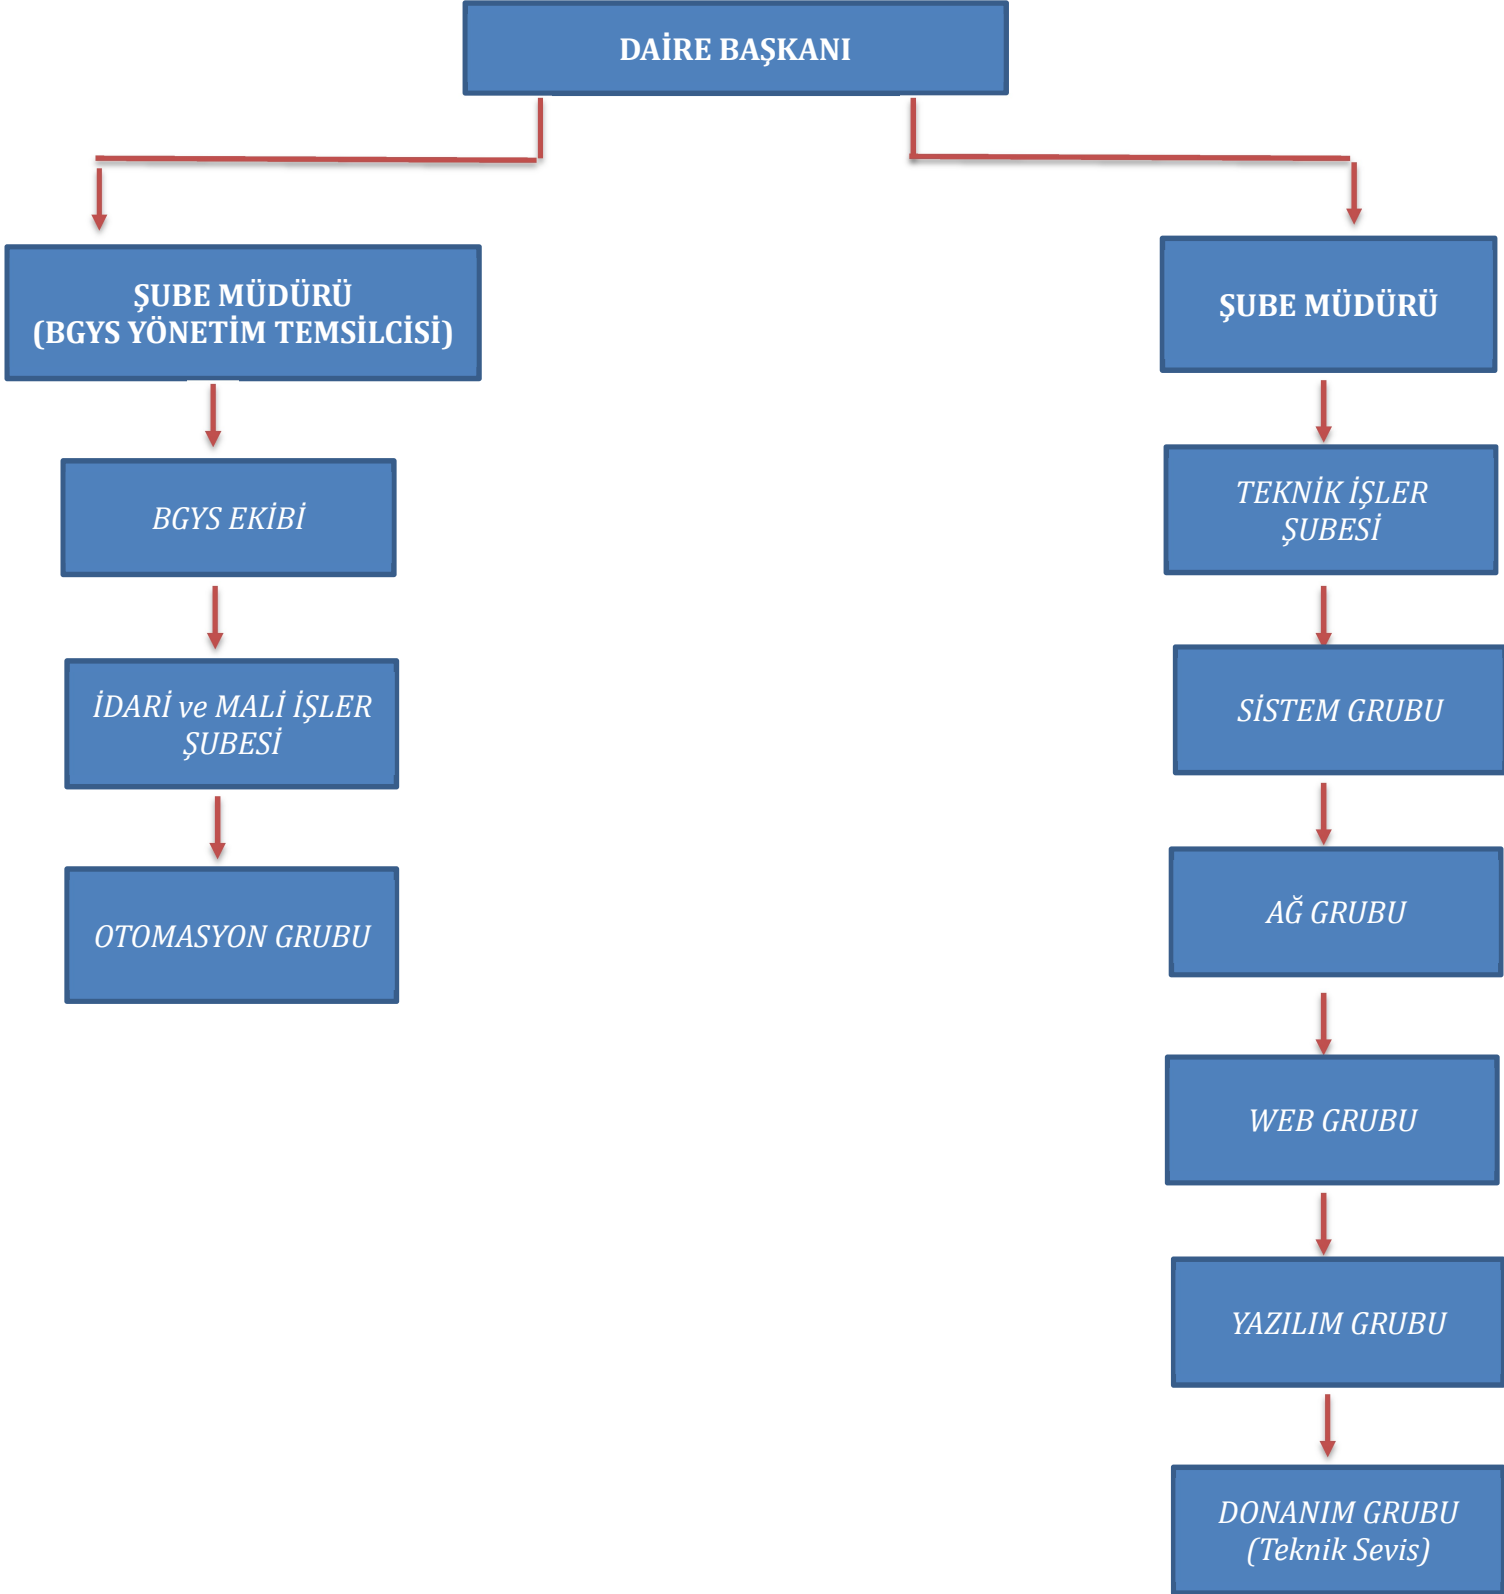 DAİRE BAŞKANI
ŞUBE MÜDÜRÜ
(BGYS YÖNETİM TEMSİLCİSİ)
BGYS EKİBİ
İDARİ ve MALİ İŞLER
ŞUBESİ
OTOMASYON GRUBU
ŞUBE MÜDÜRÜ
TEKNİK İŞLER
ŞUBESİ
SİSTEM GRUBU
AĞ GRUBU
WEB GRUBU
YAZILIM GRUBU
DONANIM GRUBU
(Teknik Sevis)